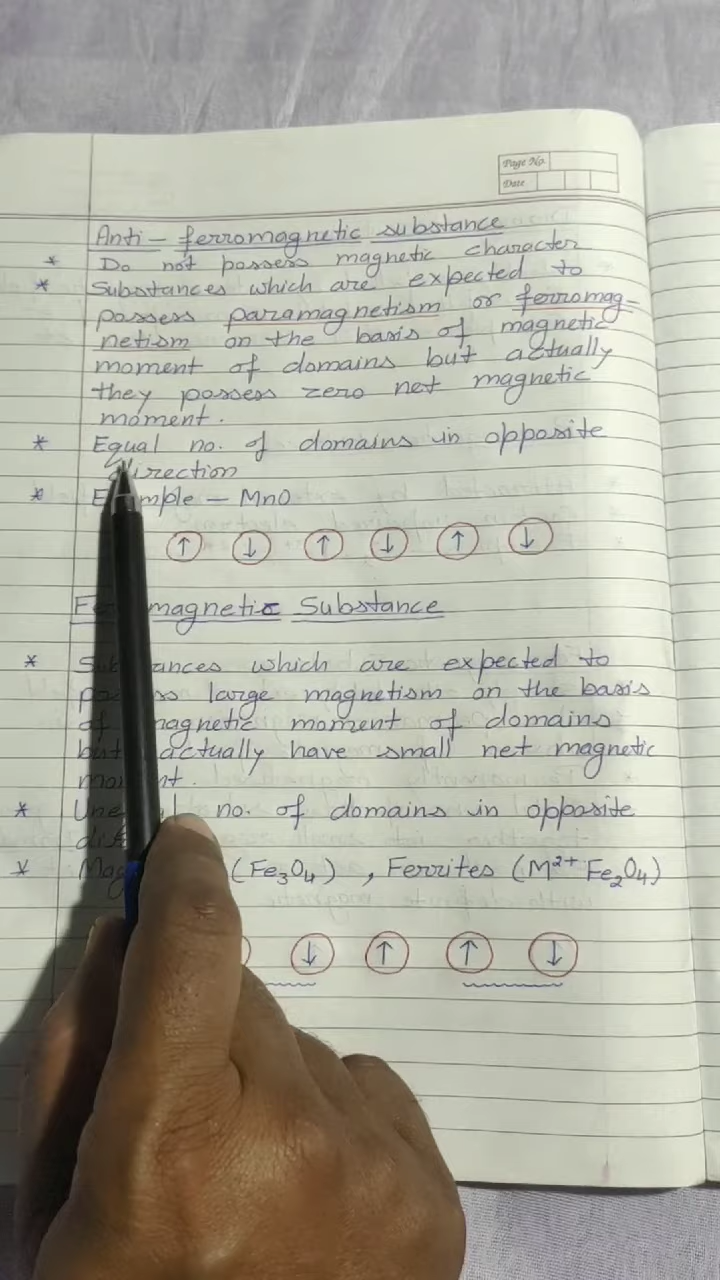 Page No.
Date
Anti - ferromagnetic substance
* Do not possess magnetic character
* Substances which are expected to
possess paramagnetism or ferromag-
netism on the basis of magnetic
moment of domains but actually
they possess zero net magnetic
moment.
* Equal no. of domains in opposite
direction
* Example - MnO
↑ ↓ ↑ ↓ ↑ ↓
Substance
* which are expected to
large magnetism on the basis
of magnetic moment of domains
but actually have small net magnetic
* no. of domains in opposite
* (Fe₃O₄) , Ferrites (M²⁺ Fe₂O₄)
↓ ↑ ↑ ↓